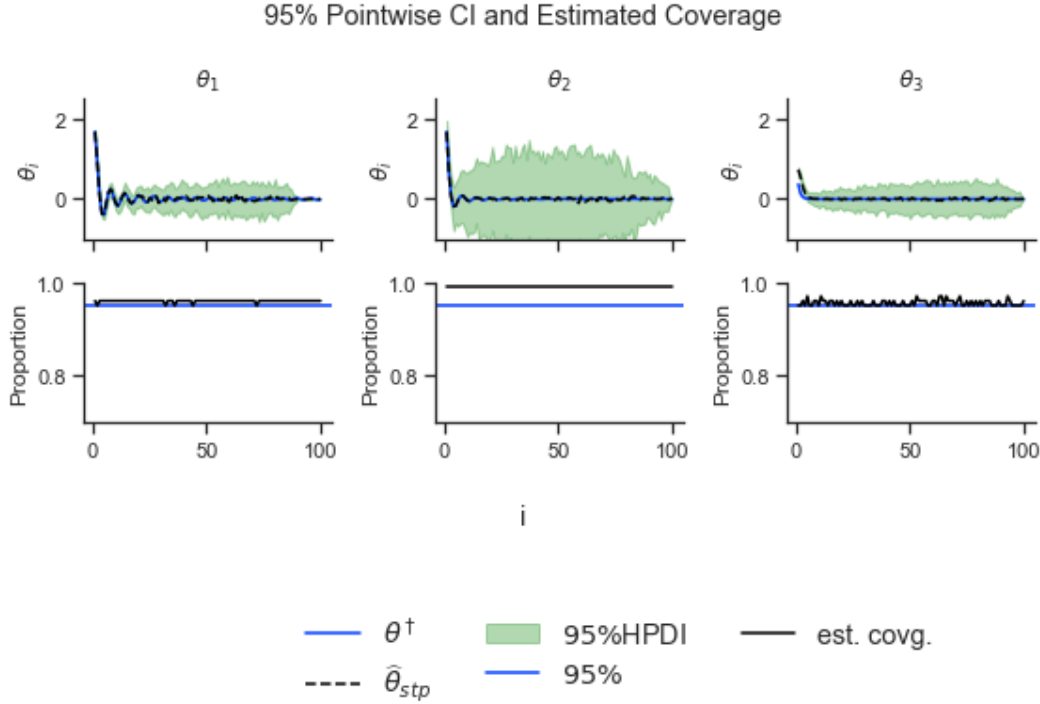 95% Pointwise CI and Estimated Coverage
θ₁ θ₂ θ₃
θᵢ θᵢ θᵢ
2 2 2
0 0 0
Proportion Proportion Proportion
1.0 1.0 1.0
0.8 0.8 0.8
0 50 100 0 50 100 0 50 100
i
θ† 95%HPDI est. covg.
θ̂stp 95%